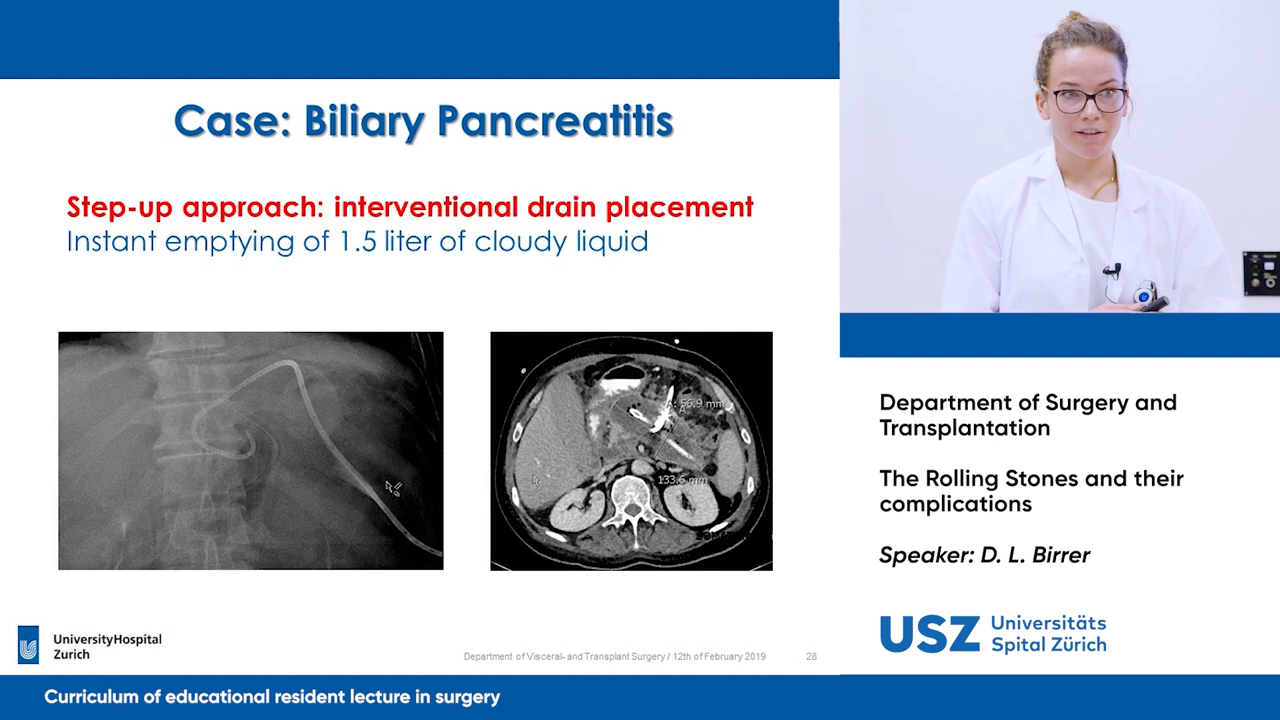 Case: Biliary Pancreatitis
Step-up approach: interventional drain placement
Instant emptying of 1.5 liter of cloudy liquid
A: 56.9 mm
133.6 mm
UniversityHospital
Zurich
Department of Visceral- and Transplant Surgery / 12th of February 2019
28
Department of Surgery and
Transplantation
The Rolling Stones and their
complications
Speaker: D. L. Birrer
USZ Universitäts
Spital Zürich
Curriculum of educational resident lecture in surgery